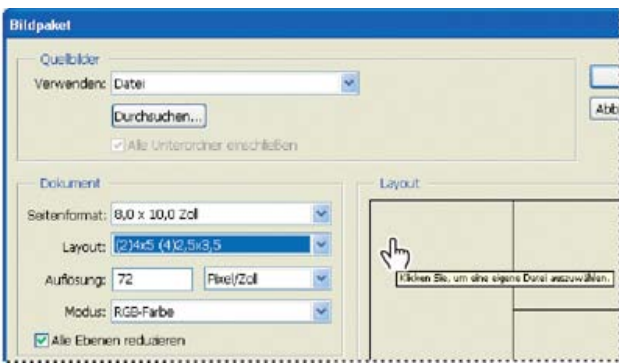 Bildpaket
Quellbilder
Verwenden: Datei
Durchsuchen...
Alle Unterordner einschließen
Abb
Dokument
Seitenformat: 8,0 x 10,0 Zoll
Layout: (2)4x5 (4)2,5x3,5
Auflösung: 72 Pixel/Zoll
Modus: RGB-Farbe
Alle Ebenen reduzieren
Layout
Klicken Sie, um eine eigene Datei auszuwählen.